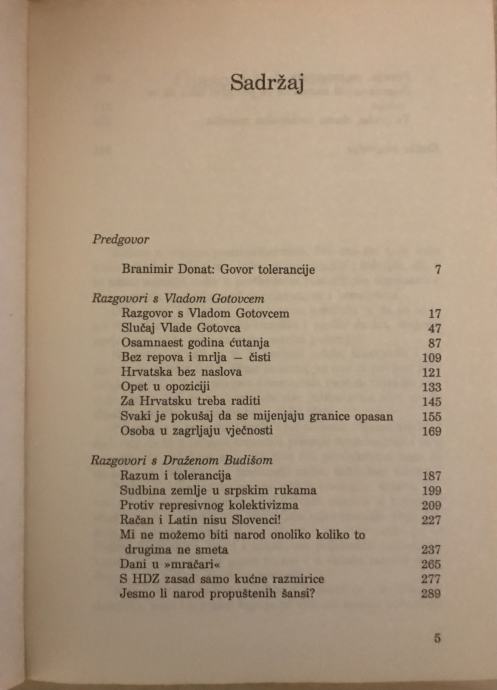 Sadržaj
Predgovor
Branimir Donat: Govor tolerancije 7
Razgovori s Vladom Gotovcem
Razgovor s Vladom Gotovcem 17
Slučaj Vlade Gotovca 47
Osamnaest godina ćutanja 87
Bez repova i mrlja — čisti 109
Hrvatska bez naslova 121
Opet u opoziciji 133
Za Hrvatsku treba raditi 145
Svaki je pokušaj da se mijenjaju granice opasan 155
Osoba u zagrljaju vječnosti 169
Razgovori s Draženom Budišom
Razum i tolerancija 187
Sudbina zemlje u srpskim rukama 199
Protiv represivnog kolektivizma 209
Račan i Latin nisu Slovenci! 227
Mi ne možemo biti narod onoliko koliko to
drugima ne smeta 237
Dani u »mračari« 265
S HDZ zasad samo kućne razmirice 277
Jesmo li narod propuštenih šansi? 289
5